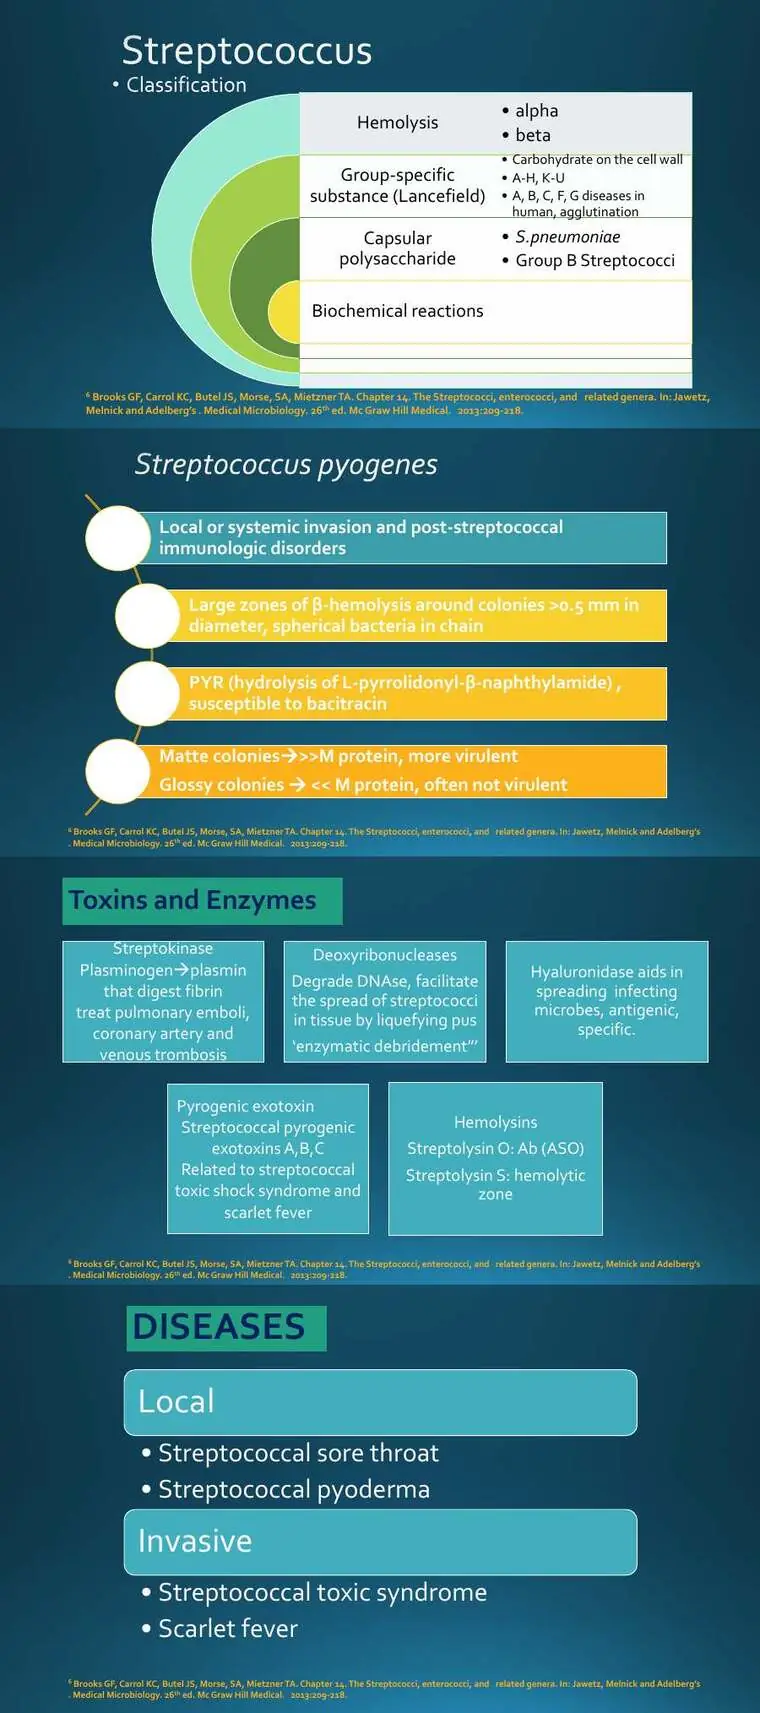 Streptococcus
• Classification
Hemolysis
• alpha
• beta
Group-specific
substance (Lancefield)
• Carbohydrate on the cell wall
• A-H, K-U
• A, B, C, F, G diseases in
human, agglutination
Capsular
polysaccharide
• S.pneumoniae
• Group B Streptococci
Biochemical reactions
6 Brooks GF, Carrol KC, Butel JS, Morse, SA, Mietzner TA. Chapter 14. The Streptococci, enterococci, and related genera. In: Jawetz,
Melnick and Adelberg's . Medical Microbiology. 26th ed. Mc Graw Hill Medical. 2013:209-218.
Streptococcus pyogenes
Local or systemic invasion and post-streptococcal
immunologic disorders
Large zones of β-hemolysis around colonies >0.5 mm in
diameter, spherical bacteria in chain
PYR (hydrolysis of L-pyrrolidonyl-β-naphthylamide) ,
susceptible to bacitracin
Matte colonies→>>M protein, more virulent
Glossy colonies → << M protein, often not virulent
6 Brooks GF, Carrol KC, Butel JS, Morse, SA, Mietzner TA. Chapter 14. The Streptococci, enterococci, and related genera. In: Jawetz, Melnick and Adelberg's
. Medical Microbiology. 26th ed. Mc Graw Hill Medical. 2013:209-218.
Toxins and Enzymes
Streptokinase
Plasminogen→plasmin
that digest fibrin
treat pulmonary emboli,
coronary artery and
venous trombosis
Deoxyribonucleases
Degrade DNAse, facilitate
the spread of streptococci
in tissue by liquefying pus
'enzymatic debridement"'
Hyaluronidase aids in
spreading infecting
microbes, antigenic,
specific.
Pyrogenic exotoxin
Streptococcal pyrogenic
exotoxins A,B,C
Related to streptococcal
toxic shock syndrome and
scarlet fever
Hemolysins
Streptolysin O: Ab (ASO)
Streptolysin S: hemolytic
zone
6 Brooks GF, Carrol KC, Butel JS, Morse, SA, Mietzner TA. Chapter 14. The Streptococci, enterococci, and related genera. In: Jawetz, Melnick and Adelberg's
. Medical Microbiology. 26th ed. Mc Graw Hill Medical. 2013:209-218.
DISEASES
Local
• Streptococcal sore throat
• Streptococcal pyoderma
Invasive
• Streptococcal toxic syndrome
• Scarlet fever
6 Brooks GF, Carrol KC, Butel JS, Morse, SA, Mietzner TA. Chapter 14. The Streptococci, enterococci, and related genera. In: Jawetz, Melnick and Adelberg's
. Medical Microbiology. 26th ed. Mc Graw Hill Medical. 2013:209-218.